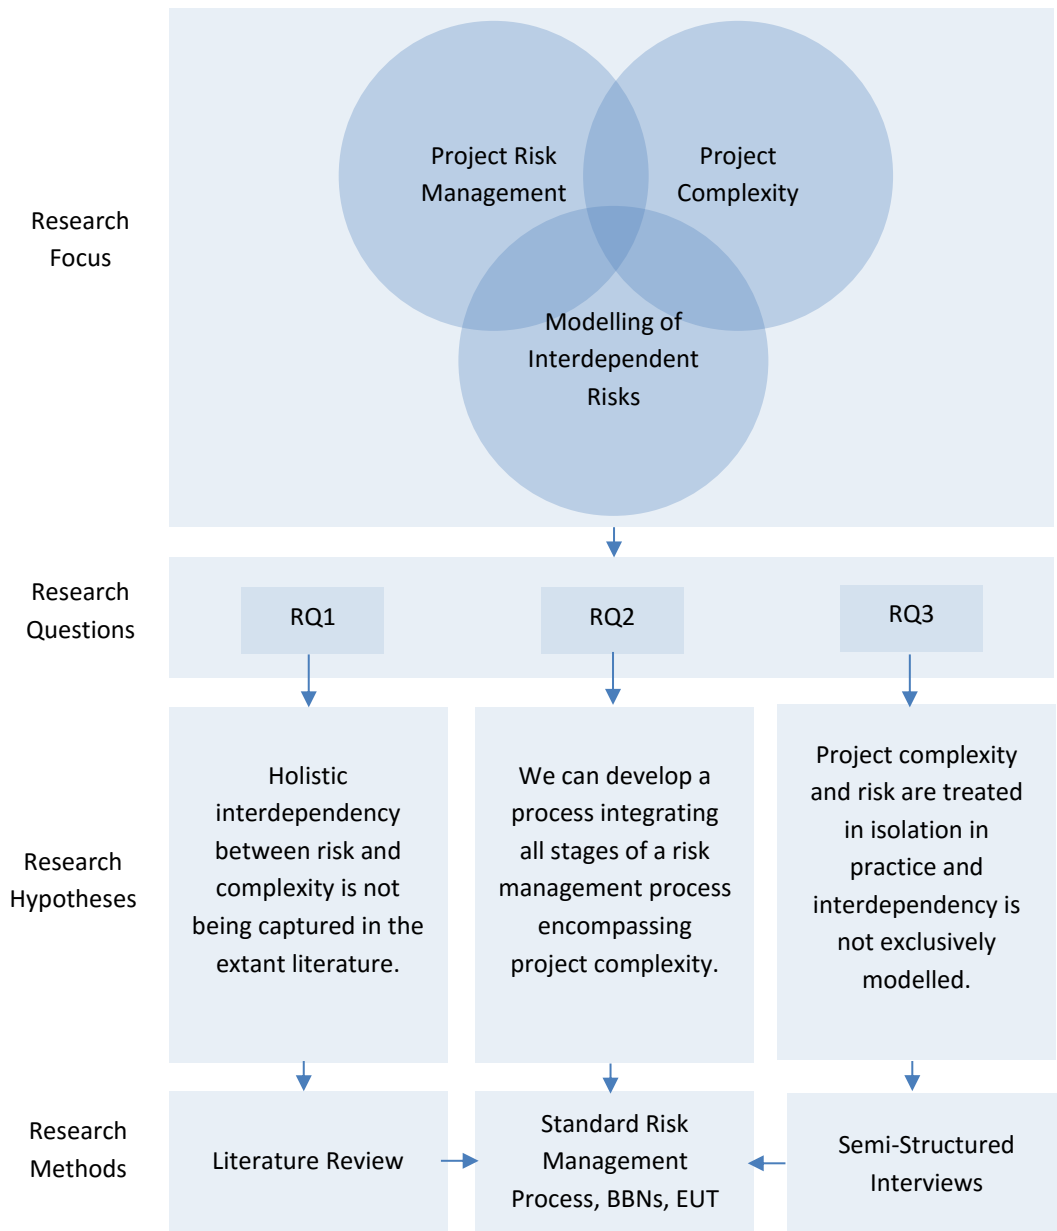 Research
Focus
Project Risk
Management
Project
Complexity
Modelling of
Interdependent
Risks
Research
Questions
RQ1
RQ2
RQ3
Research
Hypotheses
Holistic
interdependency
between risk and
complexity is not
being captured in the
extant literature.
We can develop a
process integrating
all stages of a risk
management process
encompassing
project complexity.
Project complexity
and risk are treated
in isolation in
practice and
interdependency is
not exclusively
modelled.
Research
Methods
Literature Review
Standard Risk
Management
Process, BBNs, EUT
Semi-Structured
Interviews